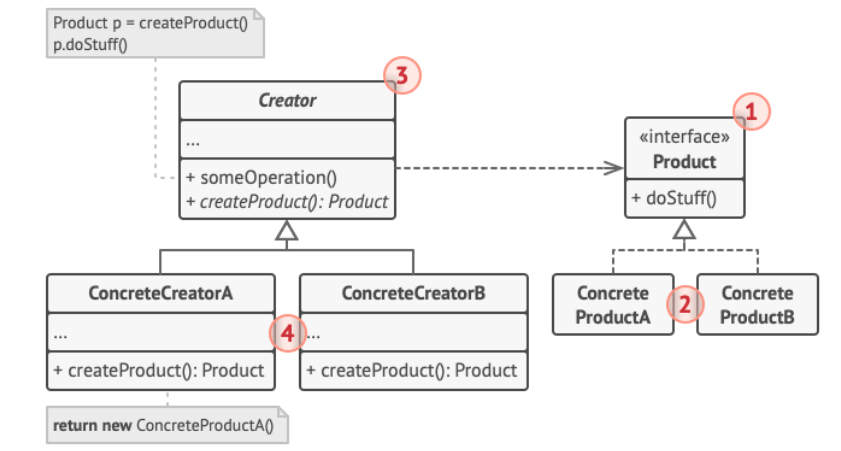 Product p = createProduct()
p.doStuff()
3
Creator
...
+ someOperation()
+ createProduct(): Product
1
«interface»
Product
+ doStuff()
ConcreteCreatorA
...
+ createProduct(): Product
4
ConcreteCreatorB
...
+ createProduct(): Product
Concrete
ProductA
2
Concrete
ProductB
return new ConcreteProductA()